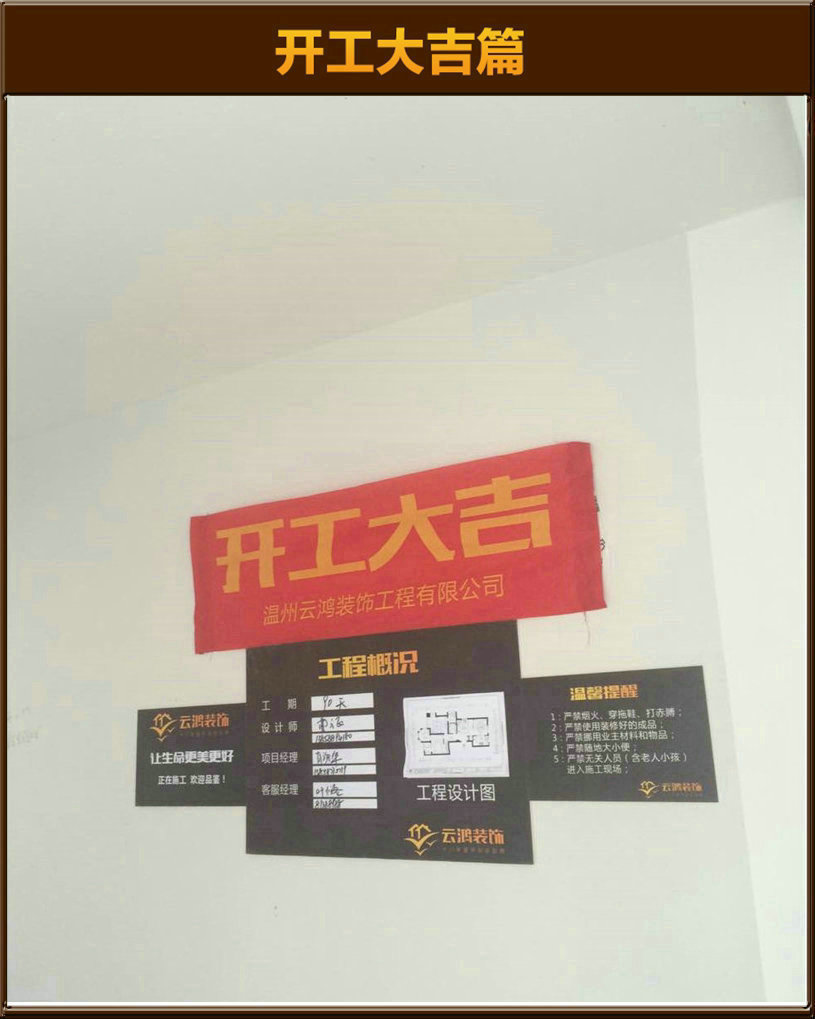 开工大吉篇
开工大吉
温州云鸿装饰工程有限公司
工程概况
工 期 90天
设计师
项目经理
客服经理
工程设计图
云鸿装饰
云鸿装饰
让生命更美更好
正在施工 欢迎品鉴！
温馨提醒
1：严禁烟火、穿拖鞋、打赤膊；
2：严禁使用装修好的成品；
3：严禁挪用业主材料和物品；
4：严禁随地大小便；
5：严禁无关人员（含老人小孩）
进入施工现场；
云鸿装饰